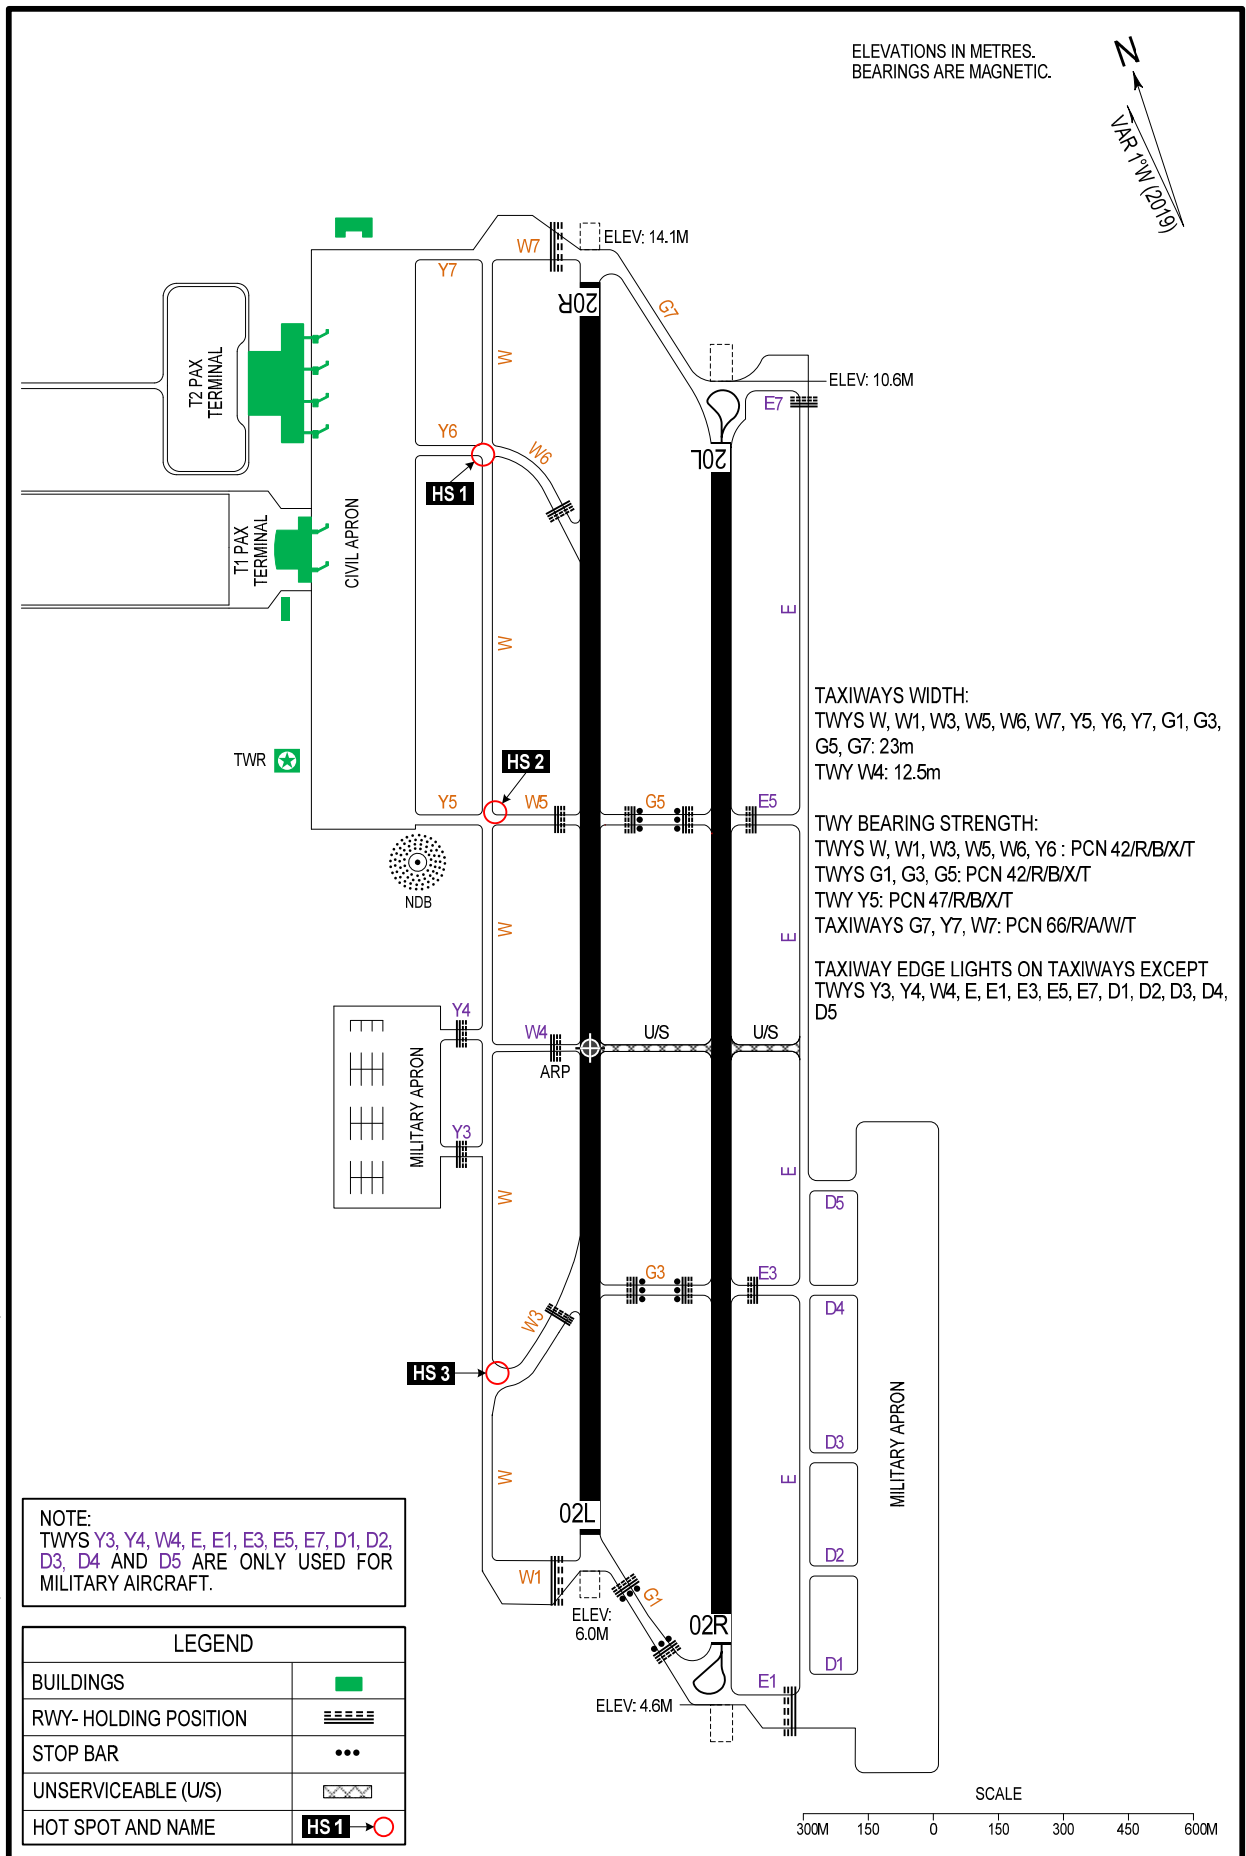 ELEVATIONS IN METRES.
BEARINGS ARE MAGNETIC.
N
VAR 1°W (2019)
W7
ELEV: 14.1M
Y7
20R
G7
W
T2 PAX
TERMINAL
ELEV: 10.6M
E7
Y6
W6
20L
HS 1
T1 PAX
TERMINAL
CIVIL APRON
E
W
TAXIWAYS WIDTH:
TWYS W, W1, W3, W5, W6, W7, Y5, Y6, Y7, G1, G3,
G5, G7: 23m
TWY W4: 12.5m
TWR
HS 2
Y5
W5
G5
E5
TWY BEARING STRENGTH:
TWYS W, W1, W3, W5, W6, Y6 : PCN 42/R/B/X/T
TWYS G1, G3, G5: PCN 42/R/B/X/T
TWY Y5: PCN 47/R/B/X/T
TAXIWAYS G7, Y7, W7: PCN 66/R/A/W/T
NDB
W
E
TAXIWAY EDGE LIGHTS ON TAXIWAYS EXCEPT
TWYS Y3, Y4, W4, E, E1, E3, E5, E7, D1, D2, D3, D4,
D5
Y4
W4
U/S
U/S
ARP
MILITARY APRON
Y3
W
E
D5
G3
E3
D4
W3
HS 3
MILITARY APRON
D3
W
E
02L
NOTE:
TWYS Y3, Y4, W4, E, E1, E3, E5, E7, D1, D2,
D3, D4 AND D5 ARE ONLY USED FOR
MILITARY AIRCRAFT.
D2
W1
G1
ELEV:
6.0M
02R
D1
E1
ELEV: 4.6M
LEGEND
BUILDINGS
RWY- HOLDING POSITION
STOP BAR
UNSERVICEABLE (U/S)
HOT SPOT AND NAME
HS 1
SCALE
300M 150 0 150 300 450 600M